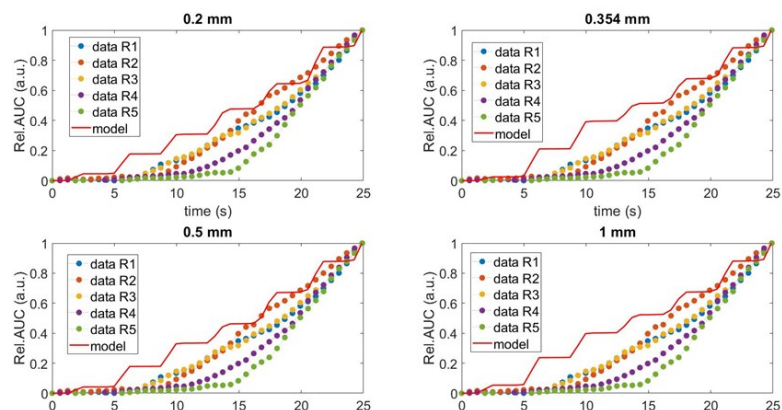 0.2 mm
Rel.AUC (a.u.)
1
0.8
0.6
0.4
0.2
0
data R1
data R2
data R3
data R4
data R5
model
0 5 10 15 20 25
time (s)
0.354 mm
Rel.AUC (a.u.)
1
0.8
0.6
0.4
0.2
0
data R1
data R2
data R3
data R4
data R5
model
0 5 10 15 20 25
time (s)
0.5 mm
Rel.AUC (a.u.)
1
0.8
0.6
0.4
0.2
0
data R1
data R2
data R3
data R4
data R5
model
0 5 10 15 20 25
1 mm
Rel.AUC (a.u.)
1
0.8
0.6
0.4
0.2
0
data R1
data R2
data R3
data R4
data R5
model
0 5 10 15 20 25